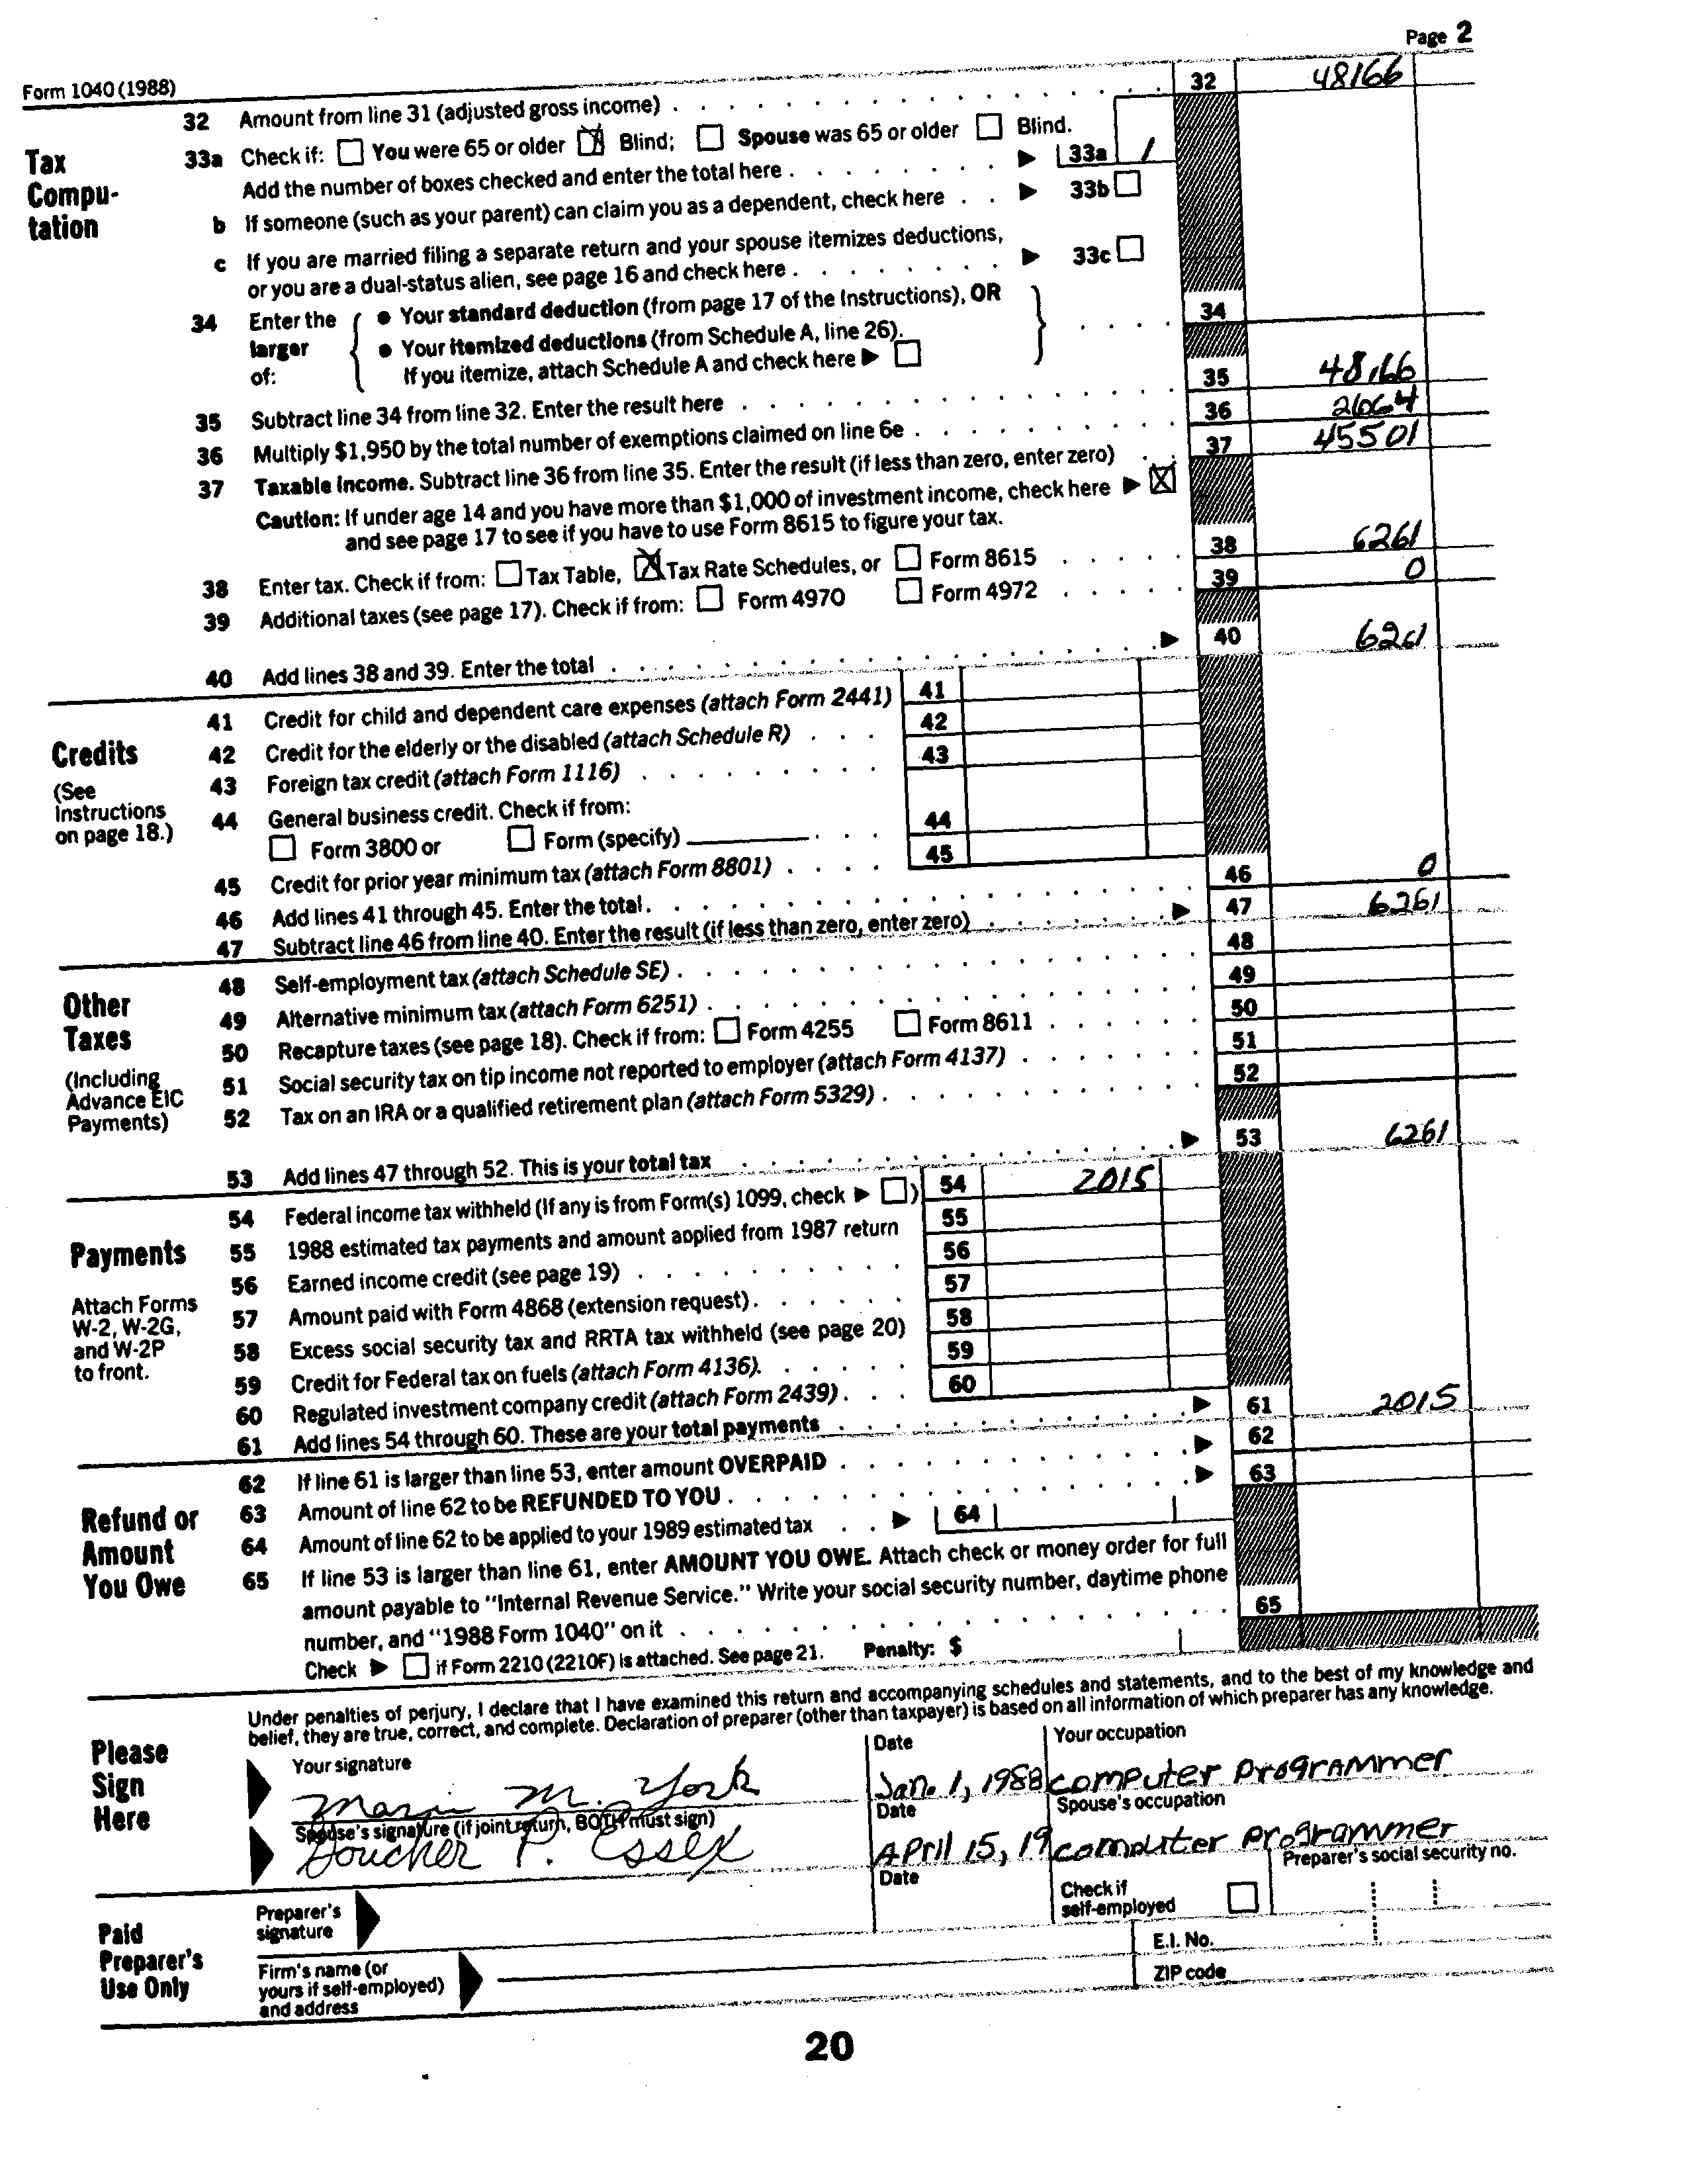 Page 2
Form 1040 (1988)
32 Amount from line 31 (adjusted gross income) 32 48166
Tax Computation
33a Check if: You were 65 or older Blind; Spouse was 65 or older Blind.
Add the number of boxes checked and enter the total here 33a 1
b If someone (such as your parent) can claim you as a dependent, check here 33b
c If you are married filing a separate return and your spouse itemizes deductions,
or you are a dual-status alien, see page 16 and check here 33c
34 Enter the larger of: { • Your standard deduction (from page 17 of the Instructions), OR } 34
• Your itemized deductions (from Schedule A, line 26).
If you itemize, attach Schedule A and check here
35 Subtract line 34 from line 32. Enter the result here 35 48166
36 Multiply $1,950 by the total number of exemptions claimed on line 6e 36
37 Taxable income. Subtract line 36 from line 35. Enter the result (if less than zero, enter zero) 37 45501
Caution: If under age 14 and you have more than $1,000 of investment income, check here
and see page 17 to see if you have to use Form 8615 to figure your tax.
38 Enter tax. Check if from: Tax Table, Tax Rate Schedules, or Form 8615 38 6261
39 Additional taxes (see page 17). Check if from: Form 4970 Form 4972 39 0
40 Add lines 38 and 39. Enter the total 40 6261
Credits
(See Instructions on page 18.)
41 Credit for child and dependent care expenses (attach Form 2441) 41
42 Credit for the elderly or the disabled (attach Schedule R) 42
43 Foreign tax credit (attach Form 1116) 43
44 General business credit. Check if from:
Form 3800 or Form (specify) 44
45 Credit for prior year minimum tax (attach Form 8801) 45
46 Add lines 41 through 45. Enter the total 46 0
47 Subtract line 46 from line 40. Enter the result (if less than zero, enter zero) 47 6261
Other Taxes
(Including Advance EIC Payments)
48 Self-employment tax (attach Schedule SE) 48
49 Alternative minimum tax (attach Form 6251) 49
50 Recapture taxes (see page 18). Check if from: Form 4255 Form 8611 50
51 Social security tax on tip income not reported to employer (attach Form 4137) 51
52 Tax on an IRA or a qualified retirement plan (attach Form 5329) 52
53 Add lines 47 through 52. This is your total tax 53 6261
Payments
Attach Forms W-2, W-2G, and W-2P to front.
54 Federal income tax withheld (If any is from Form(s) 1099, check ) 54 2015
55 1988 estimated tax payments and amount applied from 1987 return 55
56 Earned income credit (see page 19) 56
57 Amount paid with Form 4868 (extension request) 57
58 Excess social security tax and RRTA tax withheld (see page 20) 58
59 Credit for Federal tax on fuels (attach Form 4136). 59
60 Regulated investment company credit (attach Form 2439) 60
61 Add lines 54 through 60. These are your total payments 61 2015
Refund or Amount You Owe
62 If line 61 is larger than line 53, enter amount OVERPAID 62
63 Amount of line 62 to be REFUNDED TO YOU 63
64 Amount of line 62 to be applied to your 1989 estimated tax 64
65 If line 53 is larger than line 61, enter AMOUNT YOU OWE. Attach check or money order for full
amount payable to "Internal Revenue Service." Write your social security number, daytime phone
number, and "1988 Form 1040" on it 65
Check if Form 2210 (2210F) is attached. See page 21. Penalty: $
Please Sign Here
Under penalties of perjury, I declare that I have examined this return and accompanying schedules and statements, and to the best of my knowledge and
belief, they are true, correct, and complete. Declaration of preparer (other than taxpayer) is based on all information of which preparer has any knowledge.
Your signature Date Your occupation
M. York Jan. 1, 1988 computer programmer
Spouse's signature (if joint return, BOTH must sign) Date Spouse's occupation
P. Essex April 15, 19 computer programmer
Paid Preparer's Use Only
Preparer's signature Date Check if self-employed Preparer's social security no.
Firm's name (or yours if self-employed) and address E.I. No.
ZIP code
20